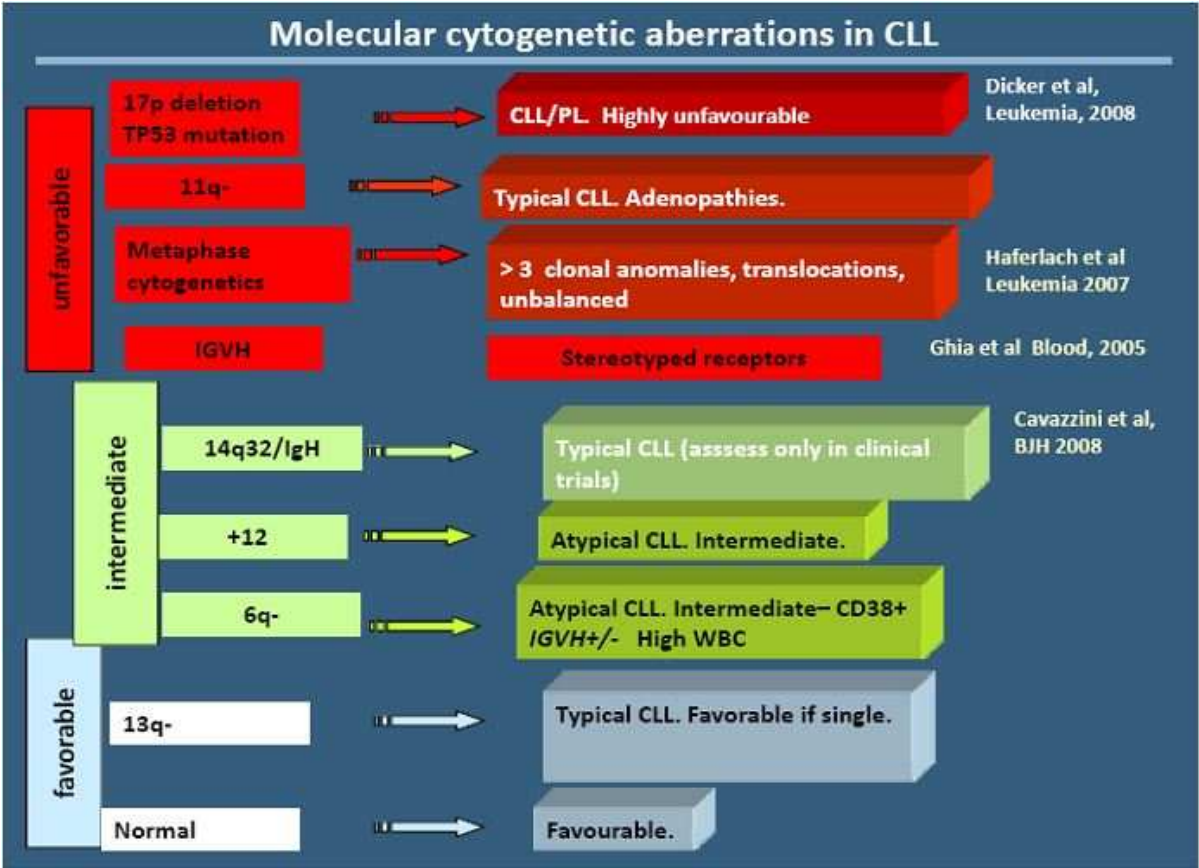 Molecular cytogenetic aberrations in CLL
unfavorable
17p deletion
TP53 mutation
CLL/PL. Highly unfavourable
Dicker et al,
Leukemia, 2008
11q-
Typical CLL. Adenopathies.
Metaphase
cytogenetics
> 3 clonal anomalies, translocations,
unbalanced
Haferlach et al
Leukemia 2007
IGVH
Stereotyped receptors
Ghia et al Blood, 2005
intermediate
14q32/IgH
Typical CLL (asssess only in clinical
trials)
Cavazzini et al,
BJH 2008
+12
Atypical CLL. Intermediate.
6q-
Atypical CLL. Intermediate– CD38+
IGVH+/- High WBC
favorable
13q-
Typical CLL. Favorable if single.
Normal
Favourable.